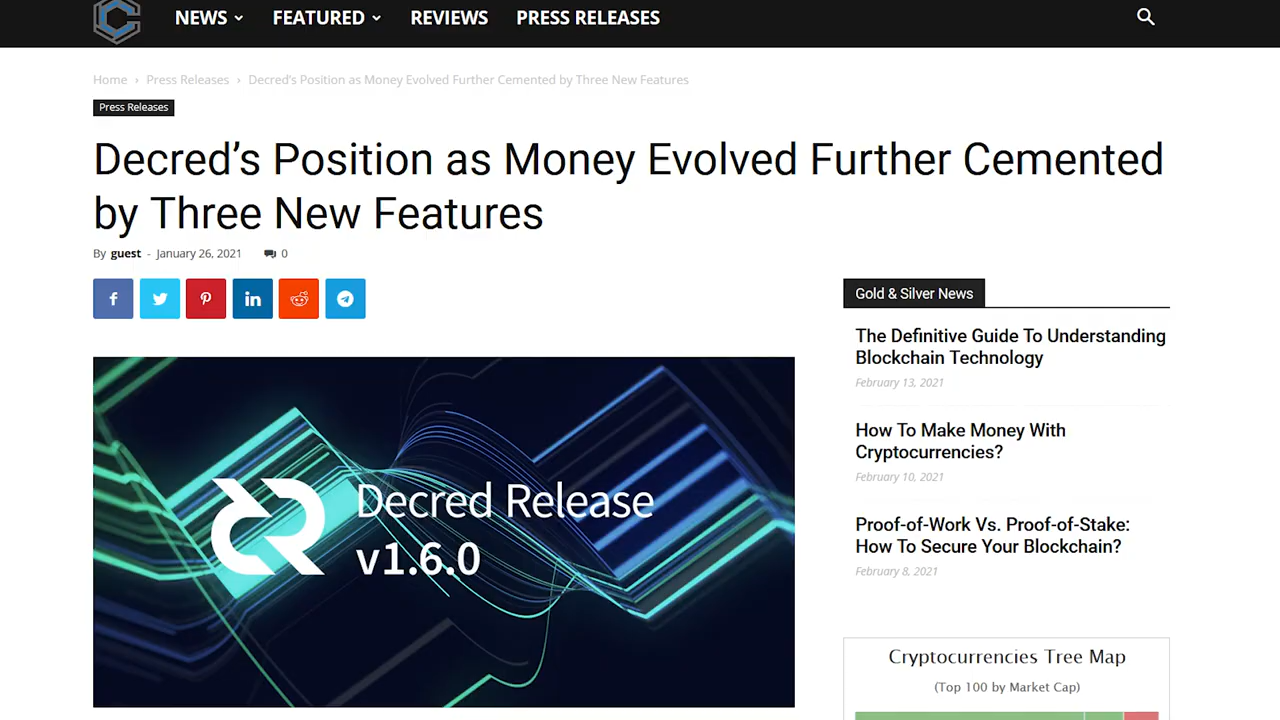 NEWS FEATURED REVIEWS PRESS RELEASES
Home › Press Releases › Decred’s Position as Money Evolved Further Cemented by Three New Features
Press Releases
Decred’s Position as Money Evolved Further Cemented
by Three New Features
By guest - January 26, 2021 0
Decred Release
v1.6.0
Gold & Silver News
The Definitive Guide To Understanding
Blockchain Technology
February 13, 2021
How To Make Money With
Cryptocurrencies?
February 10, 2021
Proof-of-Work Vs. Proof-of-Stake:
How To Secure Your Blockchain?
February 8, 2021
Cryptocurrencies Tree Map
(Top 100 by Market Cap)